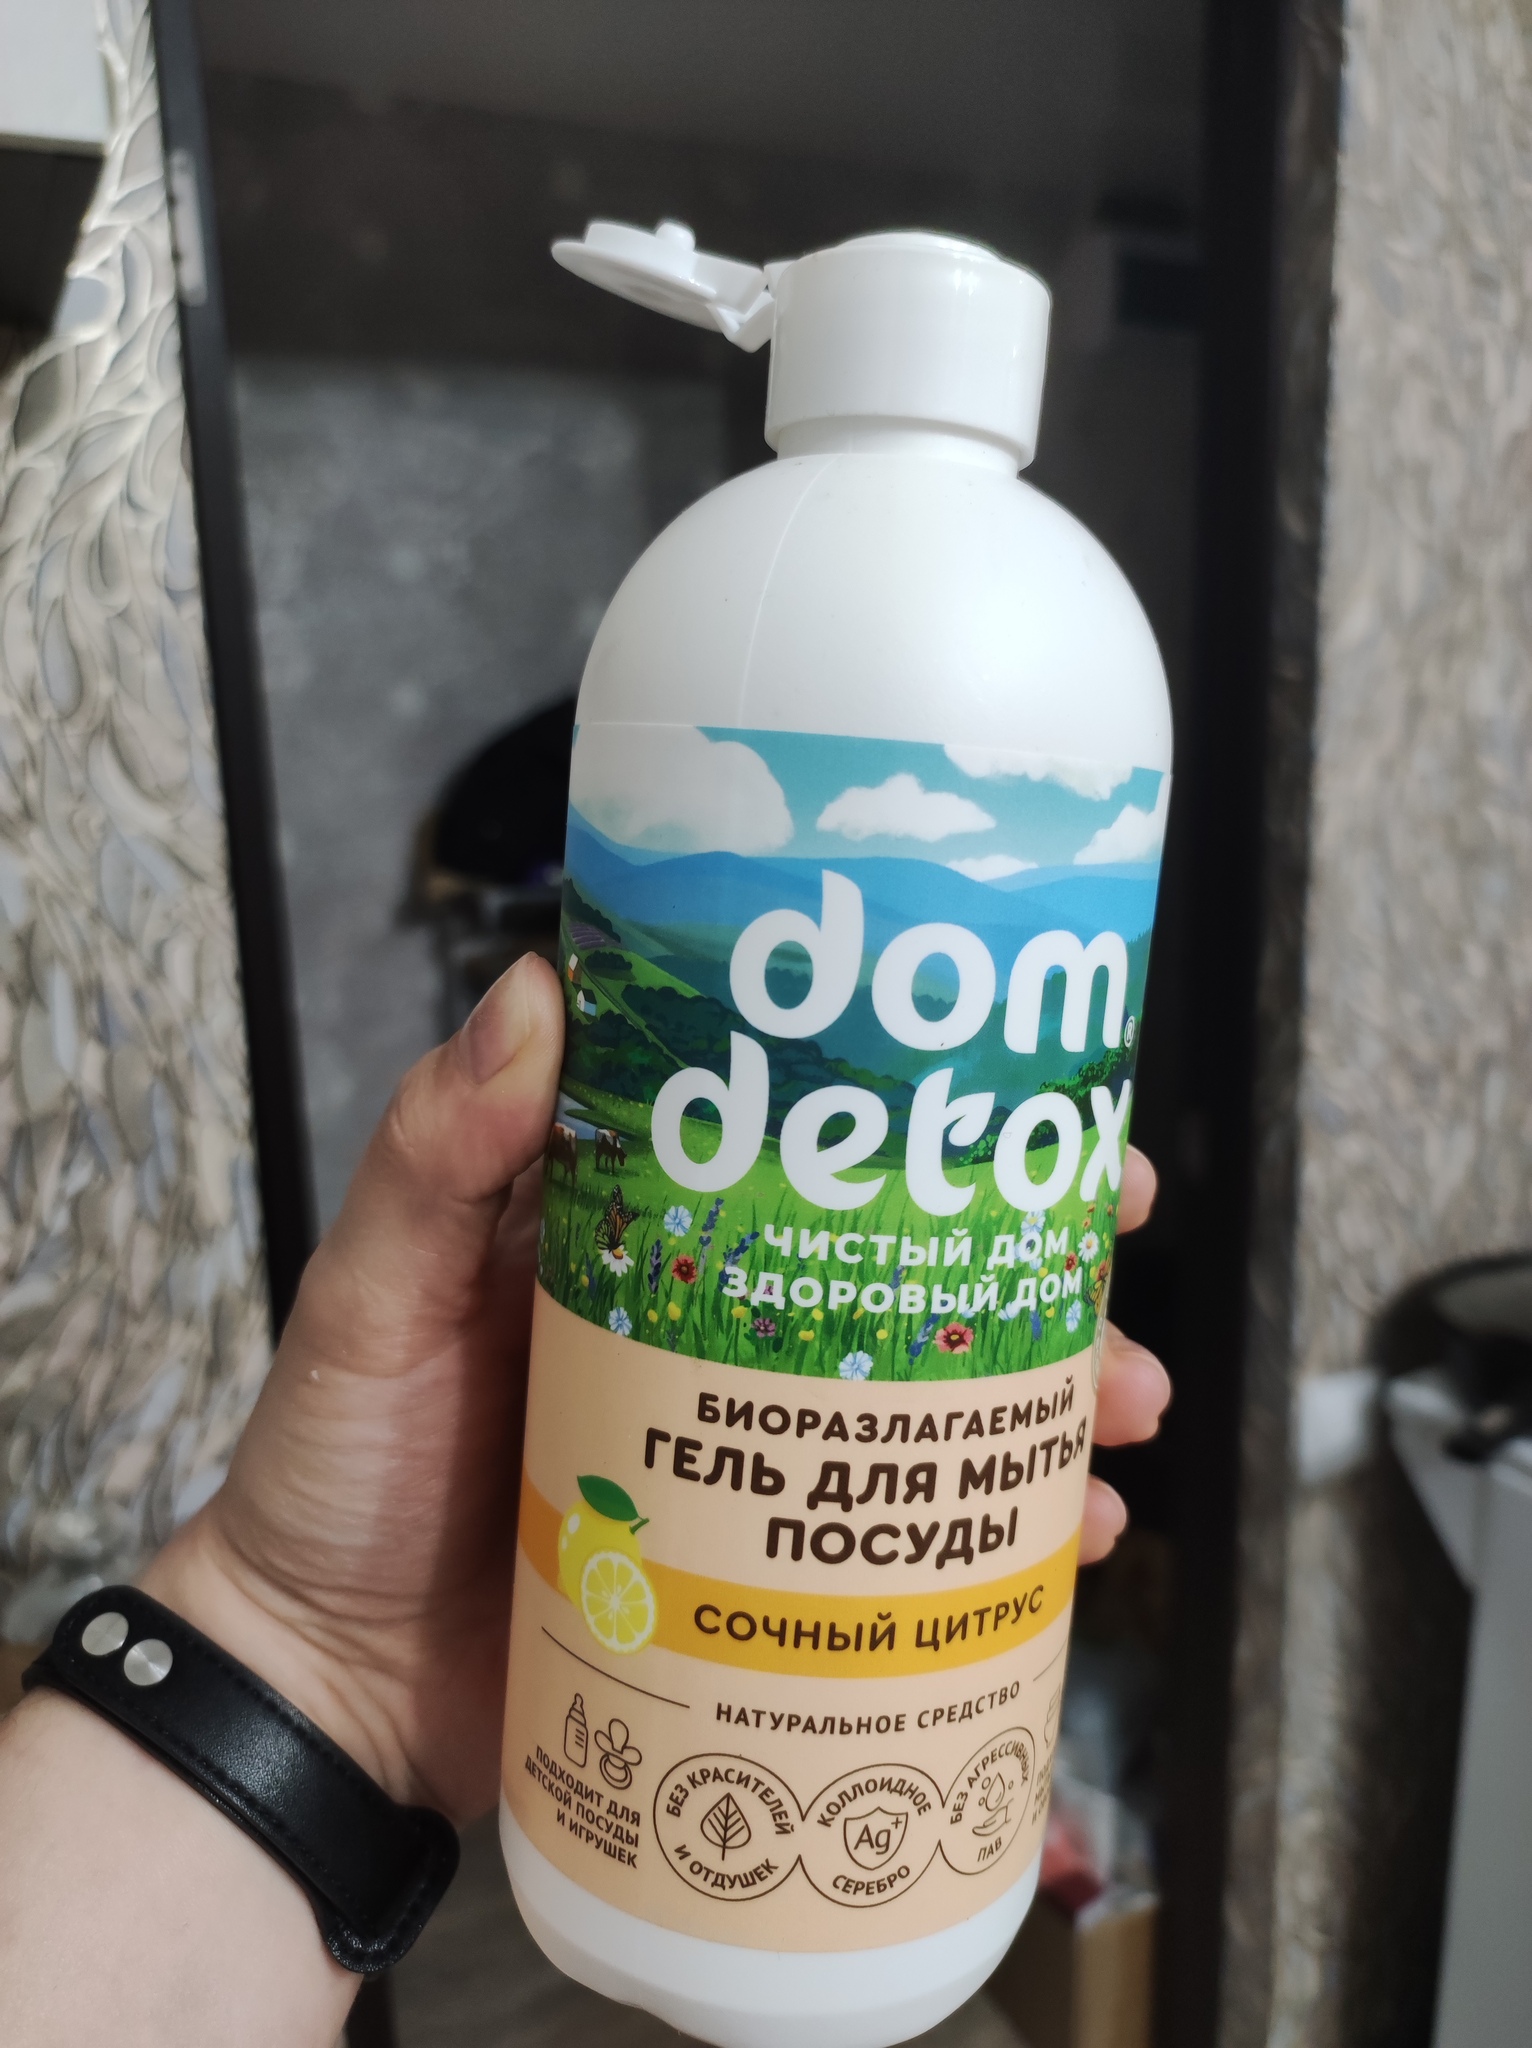 dom®
detox
ЧИСТЫЙ ДОМ -
ЗДОРОВЫЙ ДОМ
БИОРАЗЛАГАЕМЫЙ
ГЕЛЬ ДЛЯ МЫТЬЯ
ПОСУДЫ
СОЧНЫЙ ЦИТРУС
НАТУРАЛЬНОЕ СРЕДСТВО
ПОДХОДИТ ДЛЯ
ДЕТСКОЙ ПОСУДЫ
И ИГРУШЕК
БЕЗ КРАСИТЕЛЕЙ
И ОТДУШЕК
КОЛЛОИДНОЕ
Ag+
СЕРЕБРО
БЕЗ АГРЕССИВНЫХ
ПАВ